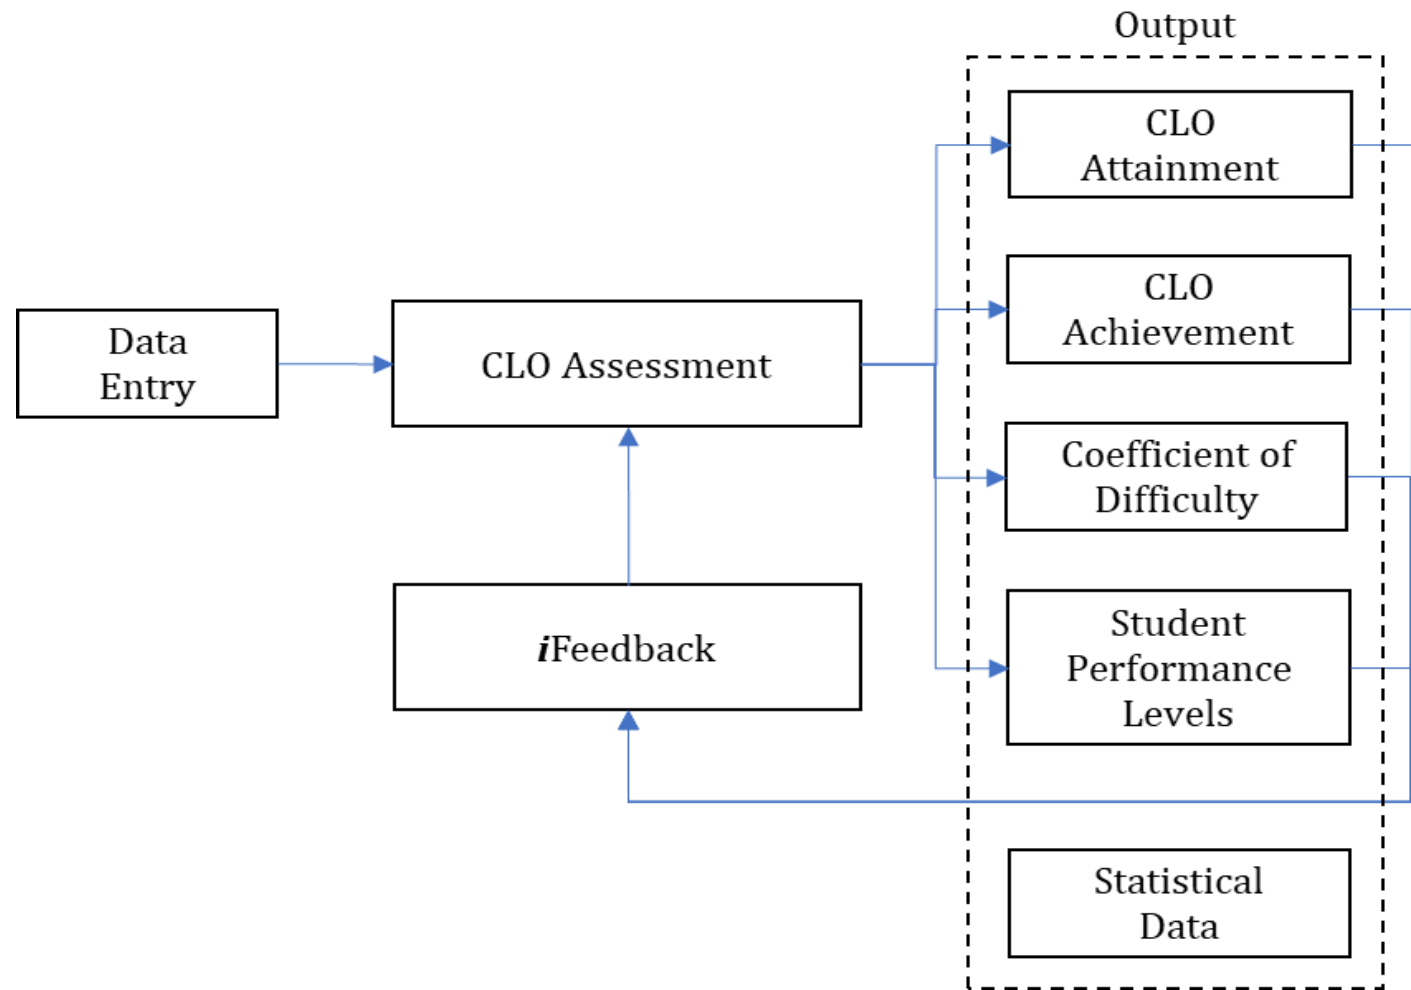 Output
CLO
Attainment
CLO
Achievement
Data
Entry
CLO Assessment
Coefficient of
Difficulty
iFeedback
Student
Performance
Levels
Statistical
Data